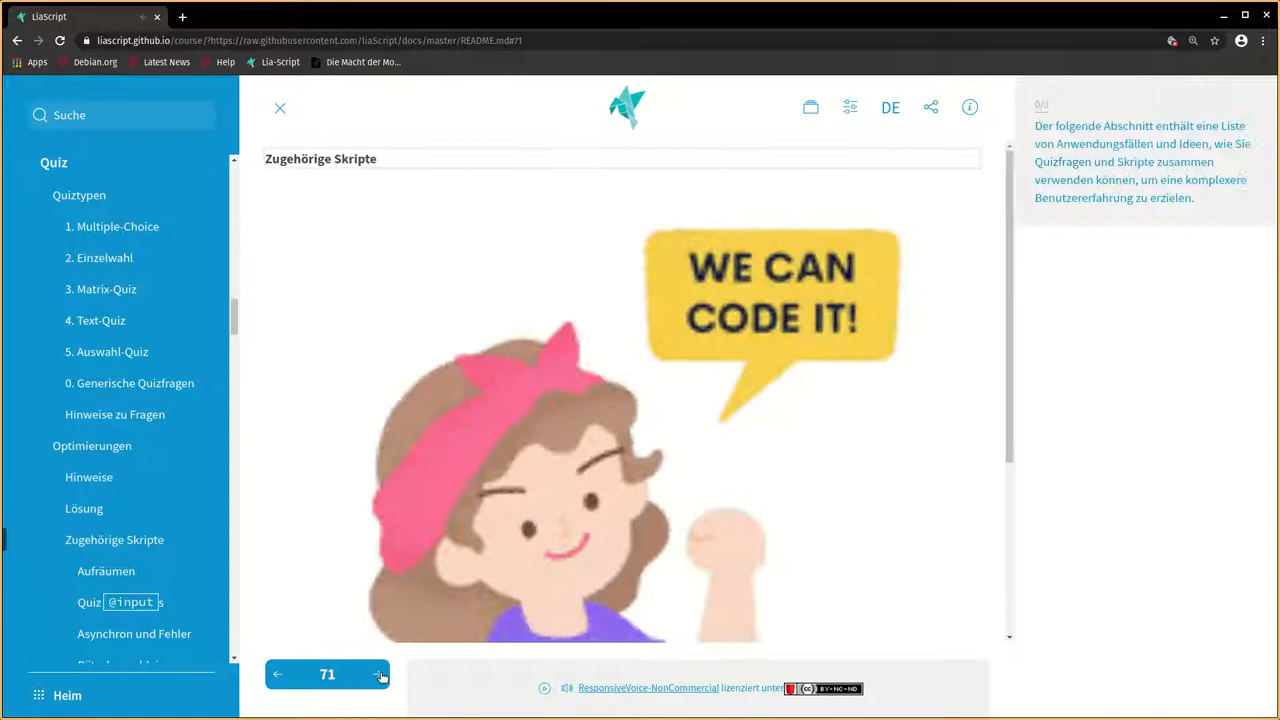 LiaScript
liascript.github.io/course/?https://raw.githubusercontent.com/liaScript/docs/master/README.md#71
Apps
Debian.org
Latest News
Help
Lia-Script
Die Macht der Mo...
Suche
Quiz
Quiztypen
1. Multiple-Choice
2. Einzelwahl
3. Matrix-Quiz
4. Text-Quiz
5. Auswahl-Quiz
0. Generische Quizfragen
Hinweise zu Fragen
Optimierungen
Hinweise
Lösung
Zugehörige Skripte
Aufräumen
Quiz @input s
Asynchron und Fehler
Heim
DE
Zugehörige Skripte
WE CAN
CODE IT!
71
ResponsiveVoice-NonCommercial lizenziert unter
BY-NC-ND
0/0
Der folgende Abschnitt enthält eine Liste
von Anwendungsfällen und Ideen, wie Sie
Quizfragen und Skripte zusammen
verwenden können, um eine komplexere
Benutzererfahrung zu erzielen.